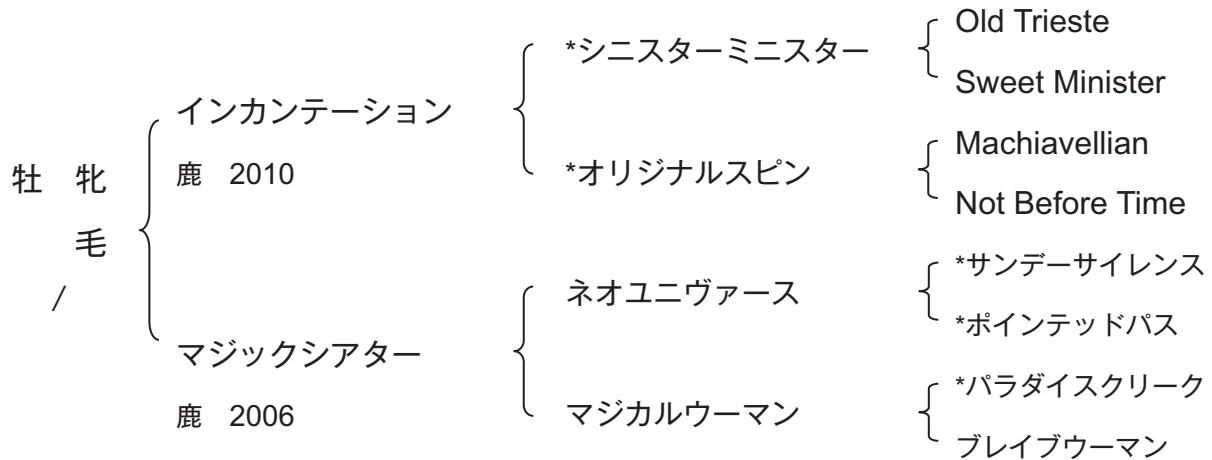 牡 牝
毛
/
インカンテーション
鹿 2010
マジックシアター
鹿 2006
*シニスターミニスター
*オリジナルスピン
ネオユニヴァース
マジカルウーマン
Old Trieste
Sweet Minister
Machiavellian
Not Before Time
*サンデーサイレンス
*ポインテッドパス
*パラダイスクリーク
ブレイブウーマン